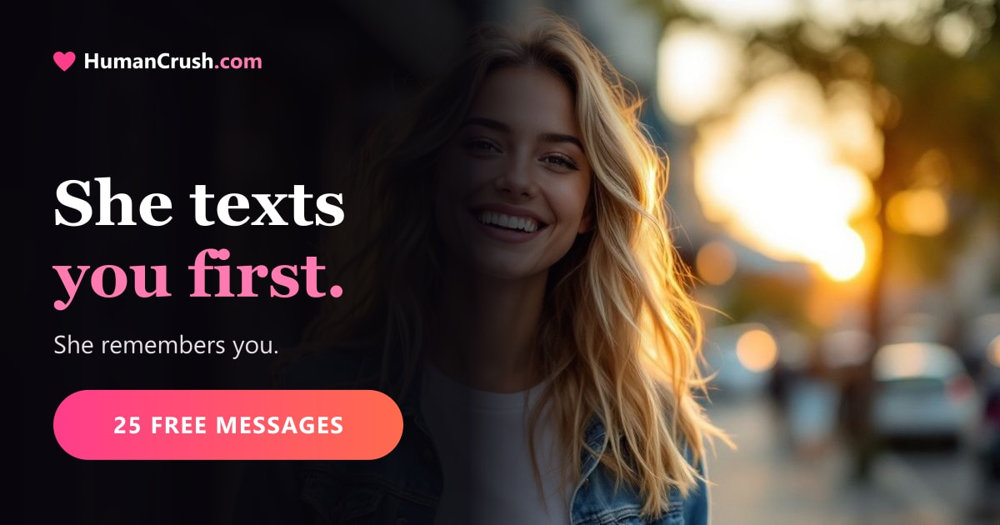 HumanCrush.com
She texts
you first.
She remembers you.
25 FREE MESSAGES